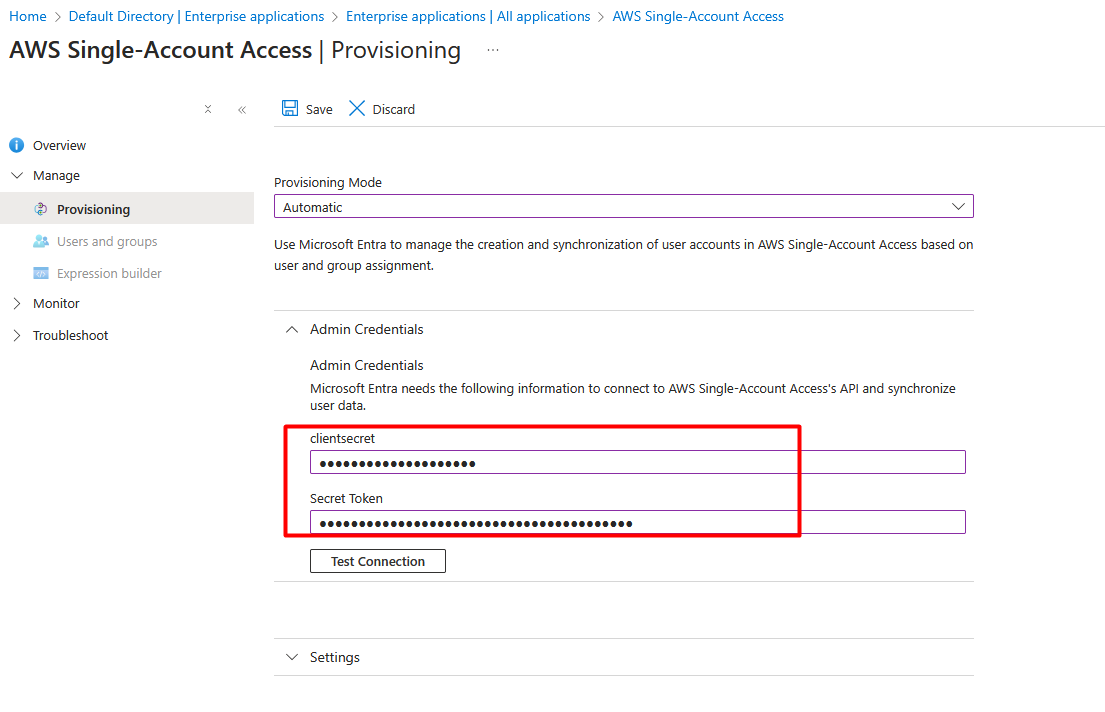 Home > Default Directory | Enterprise applications > Enterprise applications | All applications > AWS Single-Account Access
AWS Single-Account Access | Provisioning ...
Save Discard
Overview
Manage
Provisioning
Users and groups
Expression builder
Monitor
Troubleshoot
Provisioning Mode
Automatic
Use Microsoft Entra to manage the creation and synchronization of user accounts in AWS Single-Account Access based on
user and group assignment.
Admin Credentials
Admin Credentials
Microsoft Entra needs the following information to connect to AWS Single-Account Access's API and synchronize
user data.
clientsecret
●●●●●●●●●●●●●●●●●●●●
Secret Token
●●●●●●●●●●●●●●●●●●●●●●●●●●●●●●●●●●●●●●●●
Test Connection
Settings